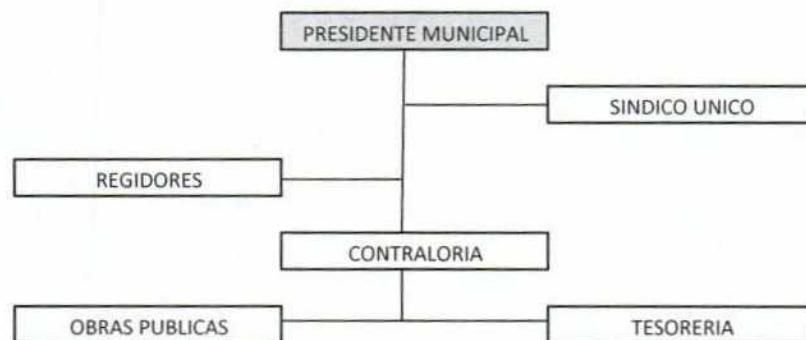 PRESIDENTE MUNICIPAL
SINDICO UNICO
REGIDORES
CONTRALORIA
OBRAS PUBLICAS
TESORERIA